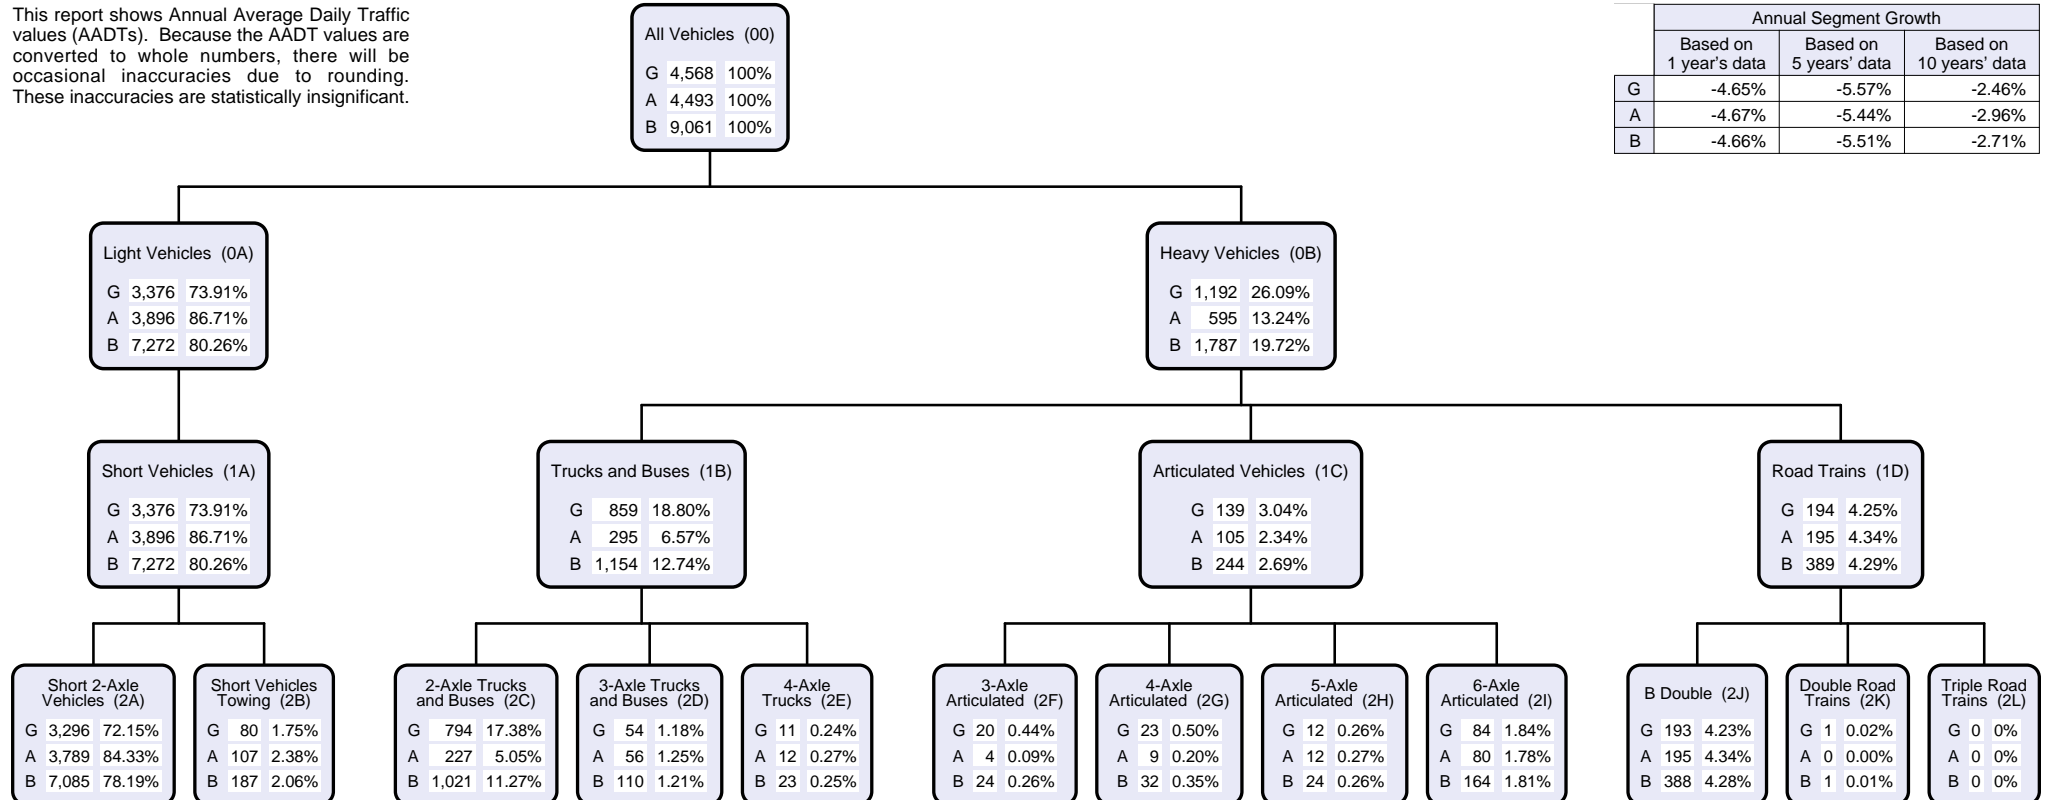 This report shows Annual Average Daily Traffic
values (AADTs). Because the AADT values are
converted to whole numbers, there will be
occasional inaccuracies due to rounding.
These inaccuracies are statistically insignificant.
All Vehicles (00)
G 4,568 100%
A 4,493 100%
B 9,061 100%
Annual Segment Growth
Based on 1 year's data Based on 5 years' data Based on 10 years' data
G -4.65% -5.57% -2.46%
A -4.67% -5.44% -2.96%
B -4.66% -5.51% -2.71%
Light Vehicles (0A)
G 3,376 73.91%
A 3,896 86.71%
B 7,272 80.26%
Heavy Vehicles (0B)
G 1,192 26.09%
A 595 13.24%
B 1,787 19.72%
Short Vehicles (1A)
G 3,376 73.91%
A 3,896 86.71%
B 7,272 80.26%
Trucks and Buses (1B)
G 859 18.80%
A 295 6.57%
B 1,154 12.74%
Articulated Vehicles (1C)
G 139 3.04%
A 105 2.34%
B 244 2.69%
Road Trains (1D)
G 194 4.25%
A 195 4.34%
B 389 4.29%
Short 2-Axle
Vehicles (2A)
G 3,296 72.15%
A 3,789 84.33%
B 7,085 78.19%
Short Vehicles
Towing (2B)
G 80 1.75%
A 107 2.38%
B 187 2.06%
2-Axle Trucks
and Buses (2C)
G 794 17.38%
A 227 5.05%
B 1,021 11.27%
3-Axle Trucks
and Buses (2D)
G 54 1.18%
A 56 1.25%
B 110 1.21%
4-Axle
Trucks (2E)
G 11 0.24%
A 12 0.27%
B 23 0.25%
3-Axle
Articulated (2F)
G 20 0.44%
A 4 0.09%
B 24 0.26%
4-Axle
Articulated (2G)
G 23 0.50%
A 9 0.20%
B 32 0.35%
5-Axle
Articulated (2H)
G 12 0.26%
A 12 0.27%
B 24 0.26%
6-Axle
Articulated (2I)
G 84 1.84%
A 80 1.78%
B 164 1.81%
B Double (2J)
G 193 4.23%
A 195 4.34%
B 388 4.28%
Double Road
Trains (2K)
G 1 0.02%
A 0 0.00%
B 1 0.01%
Triple Road
Trains (2L)
G 0 0%
A 0 0%
B 0 0%